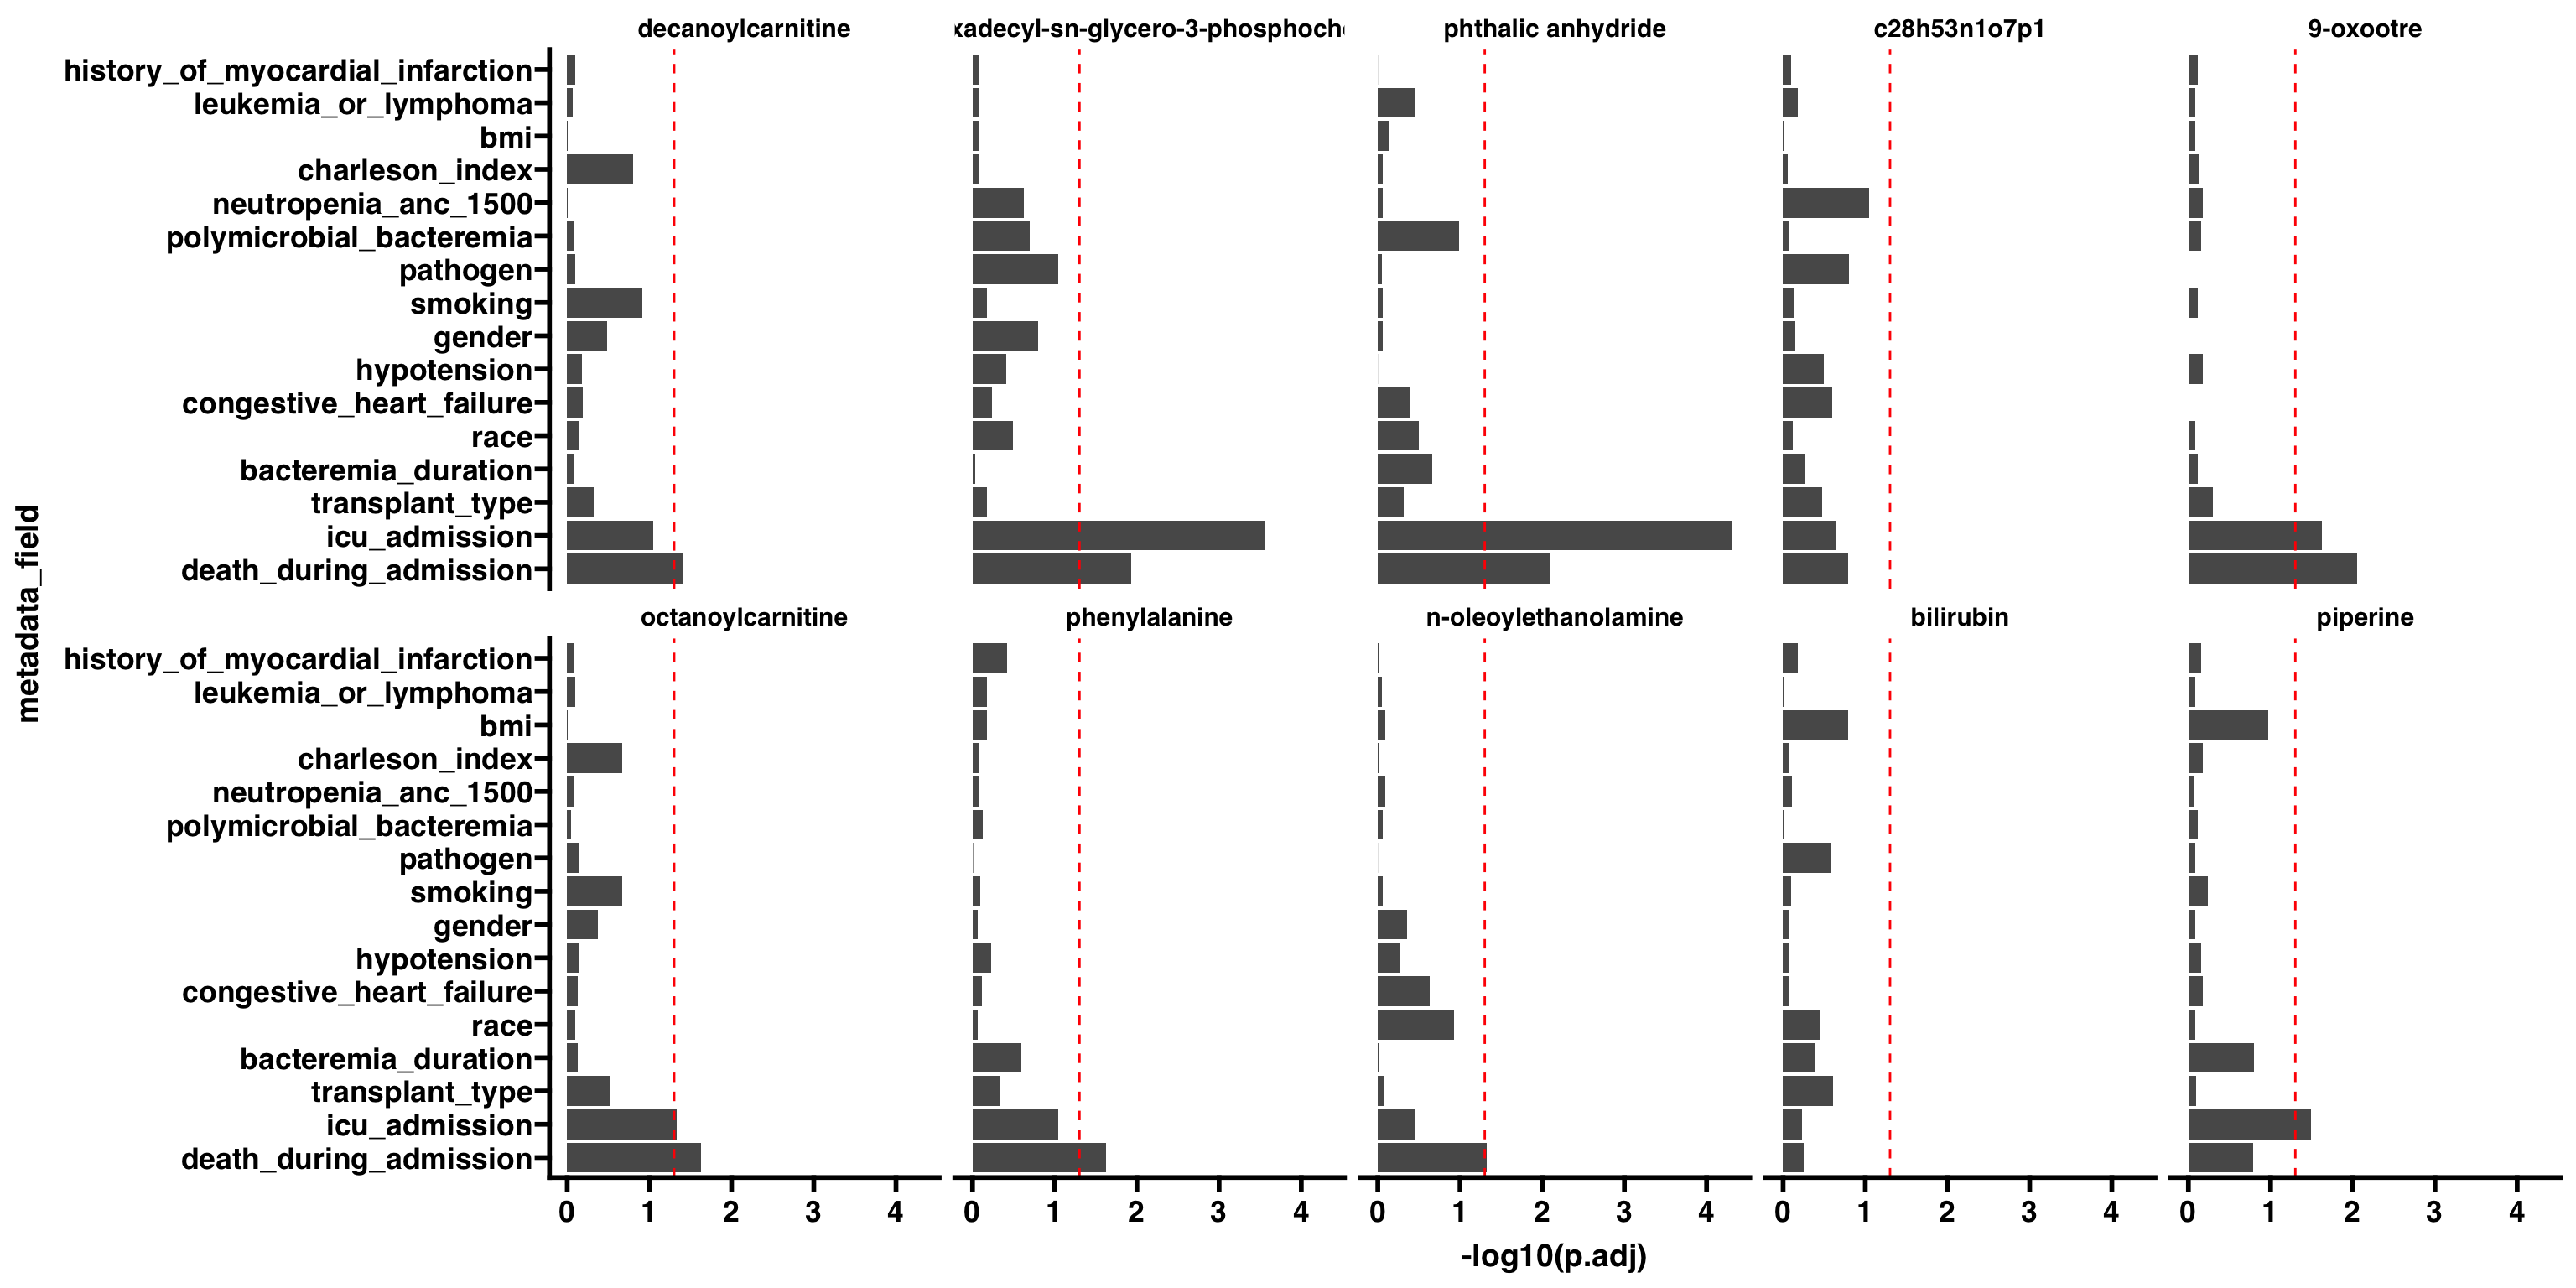 decanoylcarnitine xadecyl-sn-glycero-3-phosphoch phthalic anhydride c28h53n1o7p1 9-oxootre
history_of_myocardial_infarction
leukemia_or_lymphoma
bmi
charleson_index
neutropenia_anc_1500
polymicrobial_bacteremia
pathogen
smoking
gender
hypotension
congestive_heart_failure
race
bacteremia_duration
transplant_type
icu_admission
death_during_admission
metadata_field
octanoylcarnitine phenylalanine n-oleoylethanolamine bilirubin piperine
history_of_myocardial_infarction
leukemia_or_lymphoma
bmi
charleson_index
neutropenia_anc_1500
polymicrobial_bacteremia
pathogen
smoking
gender
hypotension
congestive_heart_failure
race
bacteremia_duration
transplant_type
icu_admission
death_during_admission
0 1 2 3 4 0 1 2 3 4 0 1 2 3 4 0 1 2 3 4 0 1 2 3 4
-log10(p.adj)